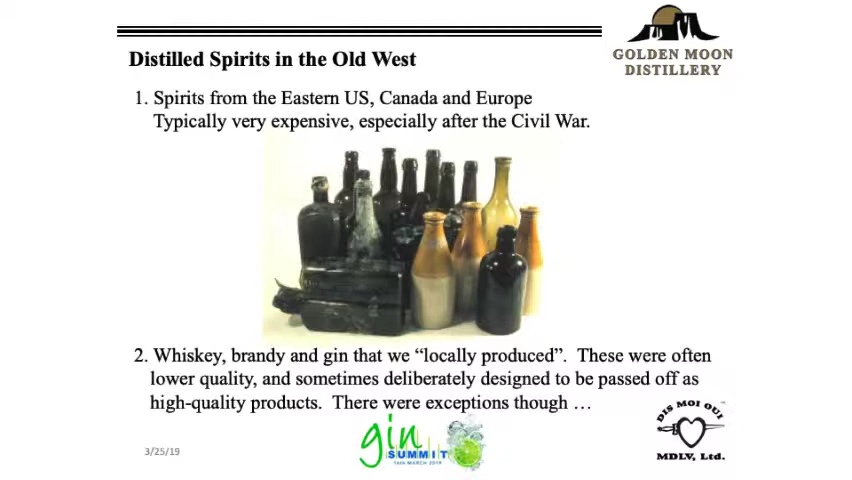 GOLDEN MOON
DISTILLERY
Distilled Spirits in the Old West
1. Spirits from the Eastern US, Canada and Europe
Typically very expensive, especially after the Civil War.
2. Whiskey, brandy and gin that we “locally produced”.  These were often
lower quality, and sometimes deliberately designed to be passed off as
high-quality products.  There were exceptions though …
DIS MOI OUI
MDLV, Ltd.
3/25/19
gin
SUMMIT
16TH MARCH 2019